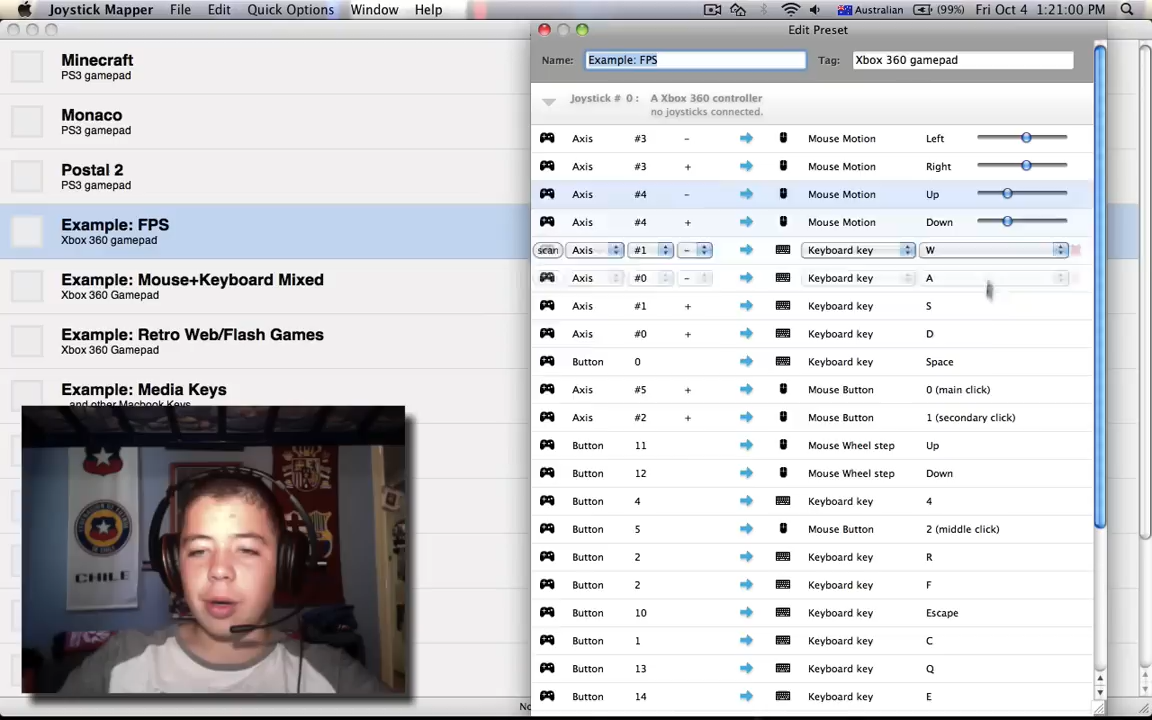 Joystick Mapper File Edit Quick Options Window Help Australian (99%) Fri Oct 4 1:21:00 PM
Edit Preset
Name: Example: FPS Tag: Xbox 360 gamepad
Minecraft
PS3 gamepad
Monaco
PS3 gamepad
Postal 2
PS3 gamepad
Example: FPS
Xbox 360 gamepad
Example: Mouse+Keyboard Mixed
Xbox 360 Gamepad
Example: Retro Web/Flash Games
Xbox 360 Gamepad
Example: Media Keys
and other Macbook Keys
CHILE
No
Joystick # 0 : A Xbox 360 controller
no joysticks connected.
Axis #3 - Mouse Motion Left
Axis #3 + Mouse Motion Right
Axis #4 - Mouse Motion Up
Axis #4 + Mouse Motion Down
scan Axis #1 - Keyboard key W
Axis #0 - Keyboard key A
Axis #1 + Keyboard key S
Axis #0 + Keyboard key D
Button 0 Keyboard key Space
Axis #5 + Mouse Button 0 (main click)
Axis #2 + Mouse Button 1 (secondary click)
Button 11 Mouse Wheel step Up
Button 12 Mouse Wheel step Down
Button 4 Keyboard key 4
Button 5 Mouse Button 2 (middle click)
Button 2 Keyboard key R
Button 2 Keyboard key F
Button 10 Keyboard key Escape
Button 1 Keyboard key C
Button 13 Keyboard key Q
Button 14 Keyboard key E